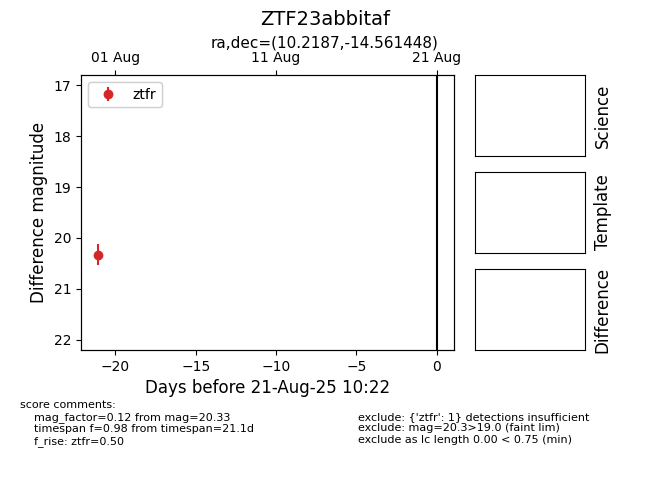 ZTF23abbitaf
ra,dec=(10.2187,-14.561448)
01 Aug
11 Aug
21 Aug
ztfr
17
18
19
20
21
22
Difference magnitude
−20
−15
−10
−5
0
Days before 21-Aug-25 10:22
Science
Template
Difference
score comments:
mag_factor=0.12 from mag=20.33
timespan f=0.98 from timespan=21.1d
f_rise: ztfr=0.50
exclude: {'ztfr': 1} detections insufficient
exclude: mag=20.3>19.0 (faint lim)
exclude as lc length 0.00 < 0.75 (min)